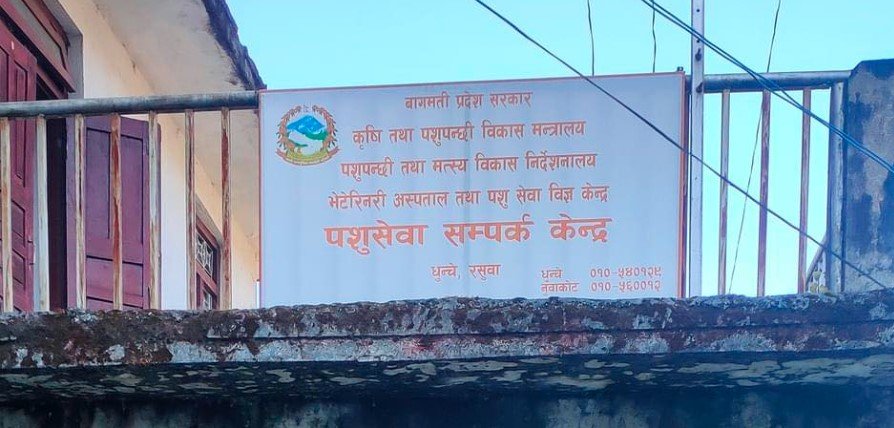 बागमती प्रदेश सरकार
कृषि तथा पशुपन्छी विकास मन्त्रालय
पशुपन्छी तथा मत्स्य विकास निर्देशनालय
भेटेरिनरी अस्पताल तथा पशु सेवा विज्ञ केन्द्र
पशुसेवा सम्पर्क केन्द्र
धुन्चे, रसुवा
धुन्चे ०१०-५४०१२९
नुवाकोट ०१०-५६००१२